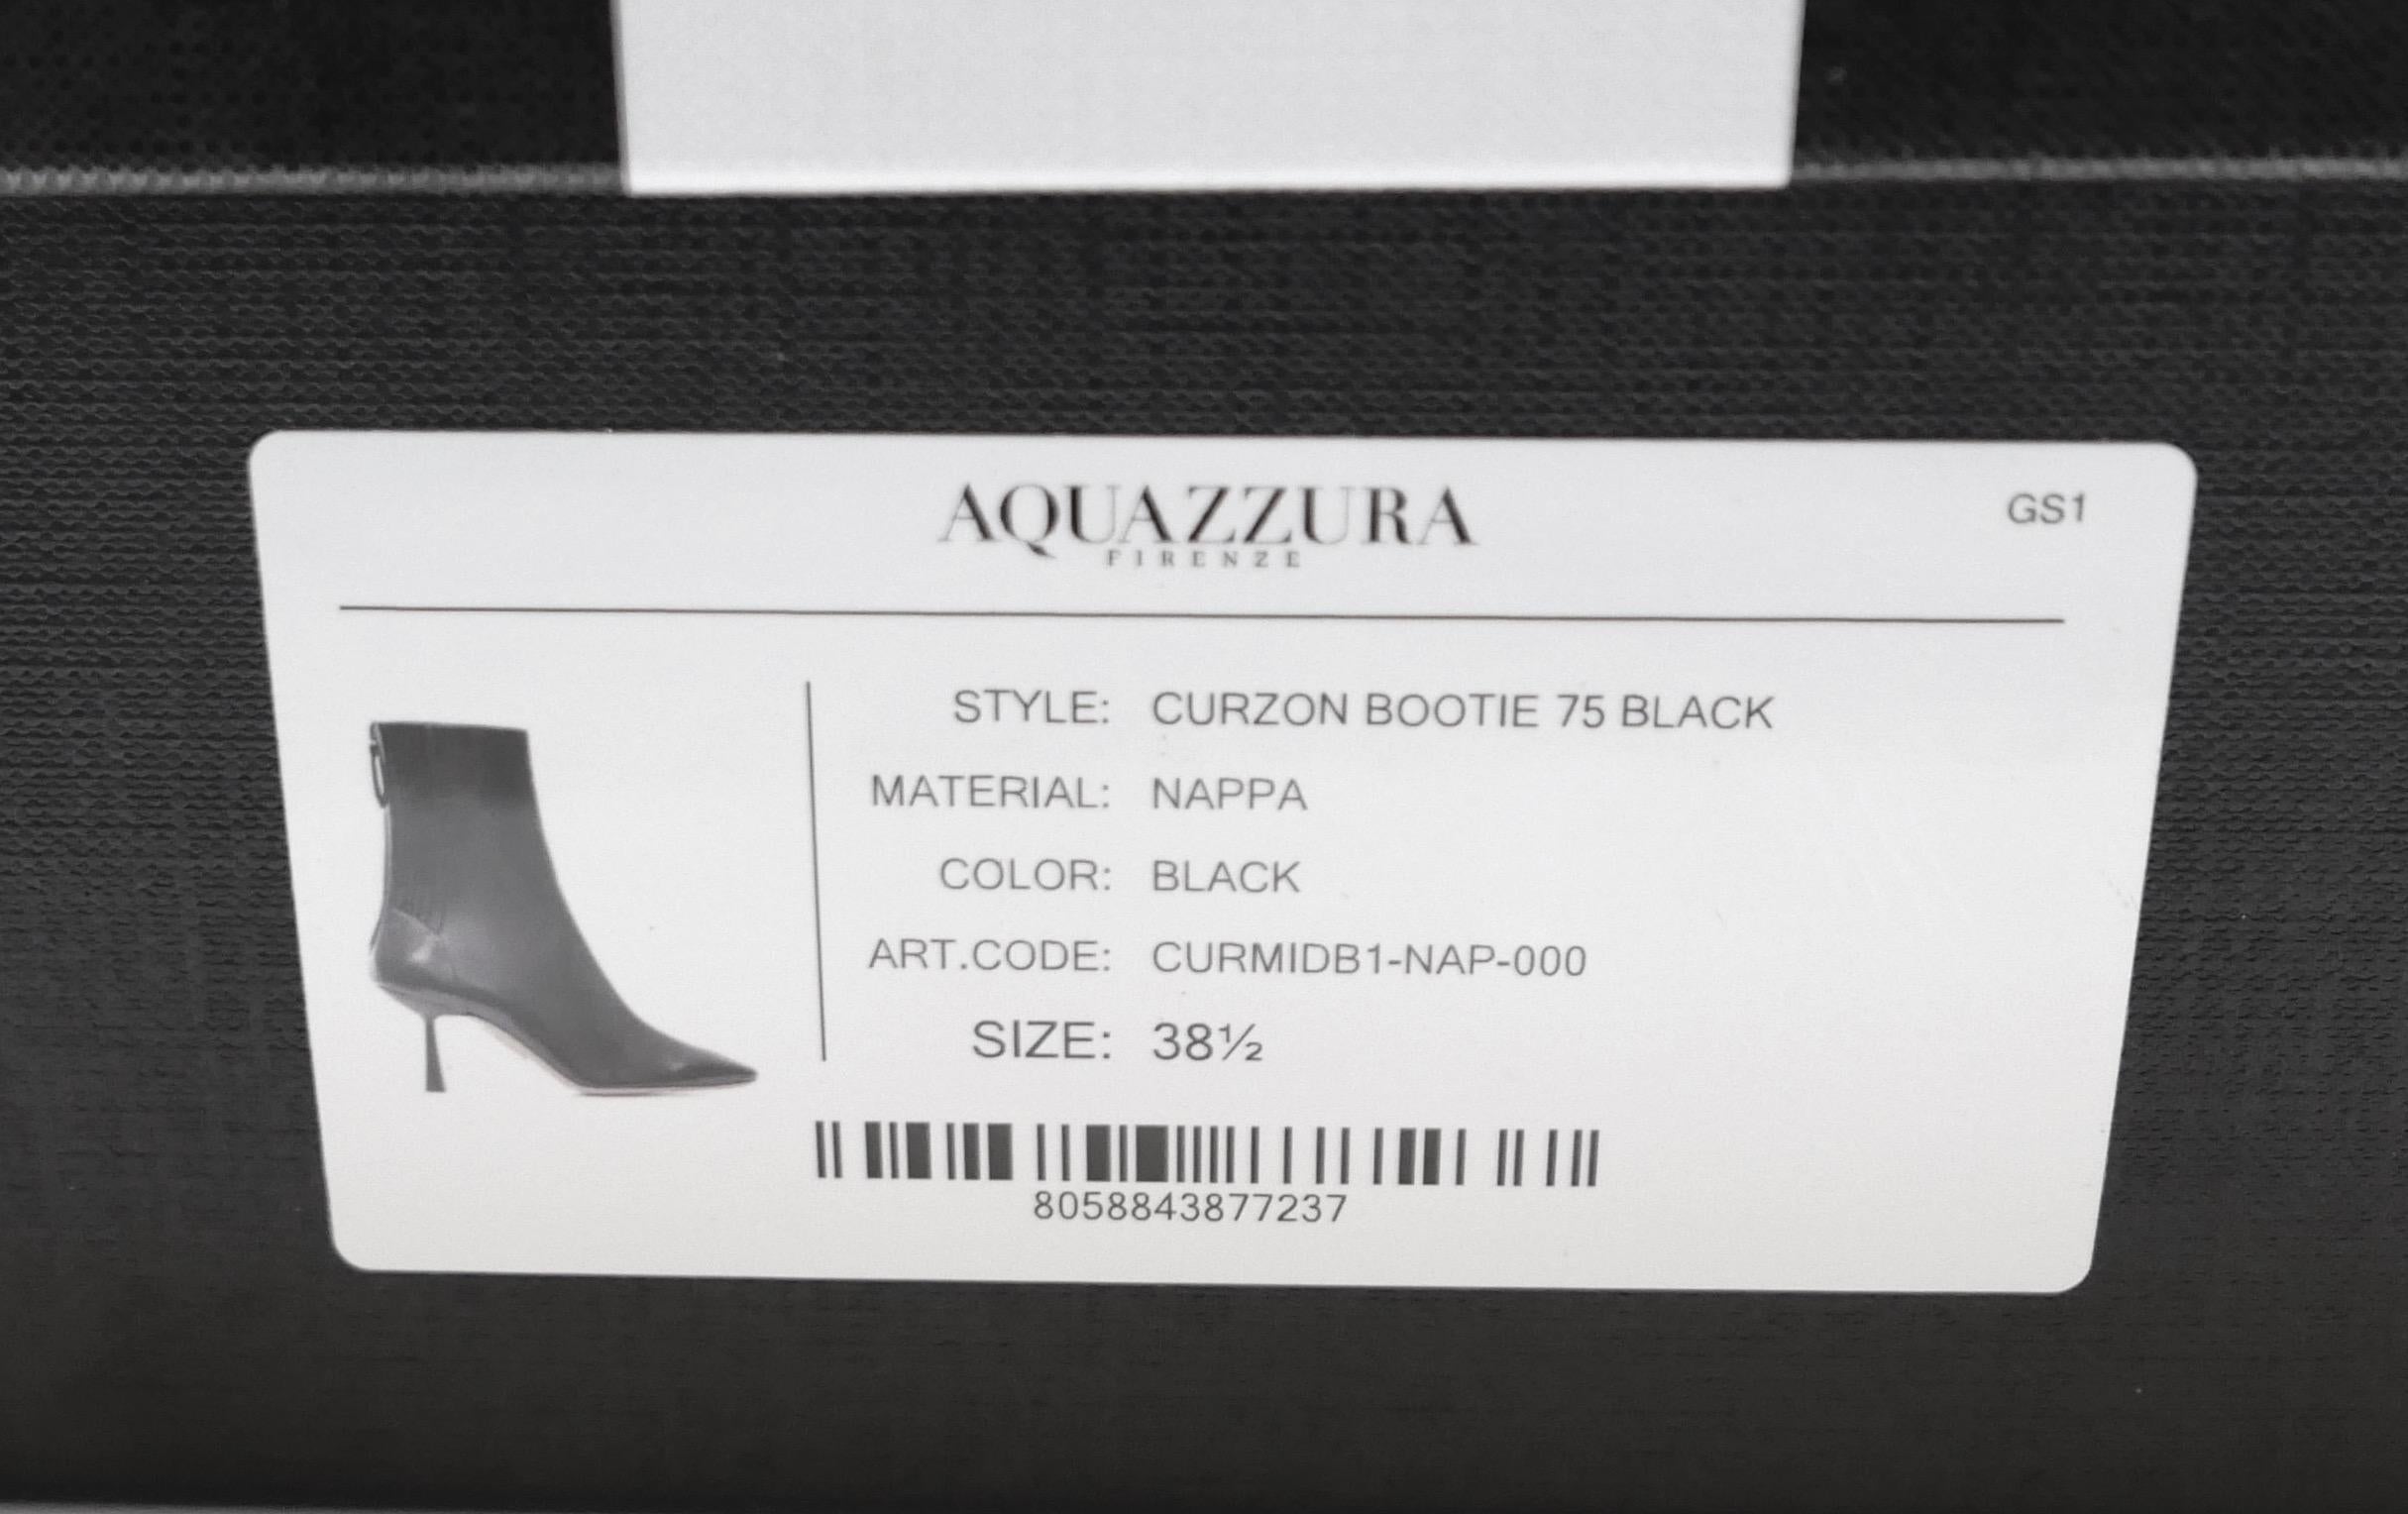 AQUAZZURA
FIRENZE
GS1
STYLE: CURZON BOOTIE 75 BLACK
MATERIAL: NAPPA
COLOR: BLACK
ART.CODE: CURMIDB1-NAP-000
SIZE: 38½
8058843877237